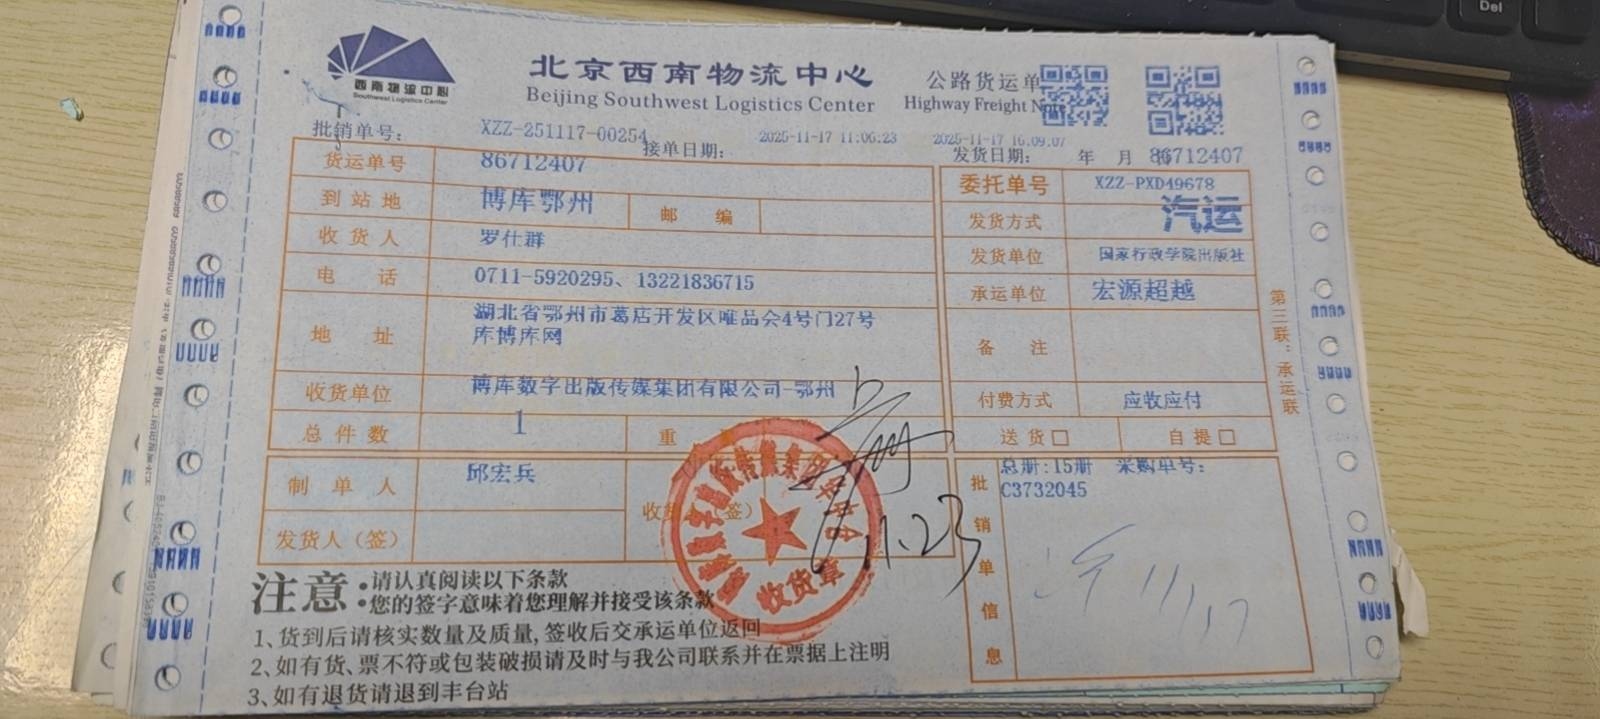 西南物流中心
Southwest Logistics Center
北京西南物流中心
Beijing Southwest Logistics Center
公路货运单
Highway Freight Note
批销单号: XZZ-251117-00254
接单日期: 2025-11-17 11:06:23
发货日期: 年 月 2025-11-17 16:09:07
86712407
货运单号 86712407
到站地 博库鄂州 邮编
收货人 罗仕群
电话 0711-5920295、13221836715
地址 湖北省鄂州市葛店开发区唯品会4号门27号
库博库网
收货单位 博库数字出版传媒集团有限公司-鄂州
总件数 1 重
制单人 邱宏兵
发货人(签)
收货 (签)
委托单号 XZZ-PXD49678
发货方式 汽运
发货单位 国家行政学院出版社
承运单位 宏源超越
备注
付费方式 应收应付
送货□ 自提□
批销单信息
总册:15册 采购单号:
C3732045
11.17
11.23
收货章
第三联:承运联
注意:
请认真阅读以下条款
您的签字意味着您理解并接受该条款
1、货到后请核实数量及质量,签收后交承运单位返回
2、如有货、票不符或包装破损请及时与我公司联系并在票据上注明
3、如有退货请退到丰台站
Del